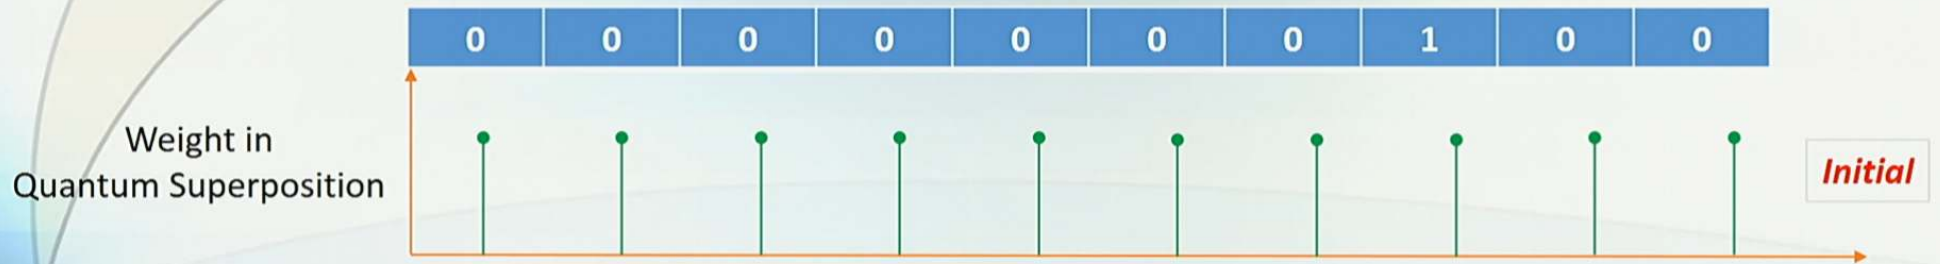 0 0 0 0 0 0 0 1 0 0
Weight in
Quantum Superposition
Initial